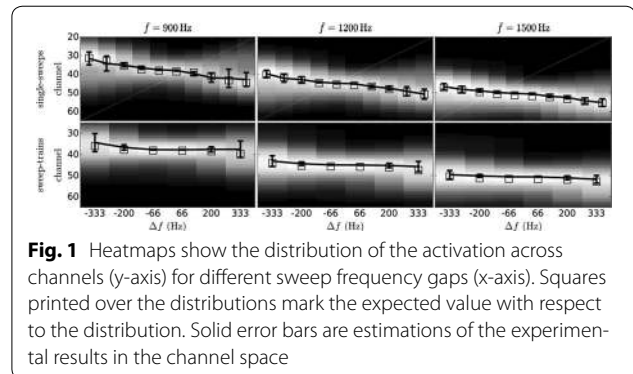 f = 900 Hz
f = 1200 Hz
f = 1500 Hz
single-sweeps
channel
20
30
40
50
60
sweep-trains
channel
30
40
50
60
-333 -200 -66 66 200 333
-333 -200 -66 66 200 333
-333 -200 -66 66 200 333
Δf (Hz)
Δf (Hz)
Δf (Hz)
Fig. 1 Heatmaps show the distribution of the activation across
channels (y-axis) for different sweep frequency gaps (x-axis). Squares
printed over the distributions mark the expected value with respect
to the distribution. Solid error bars are estimations of the experimen-
tal results in the channel space